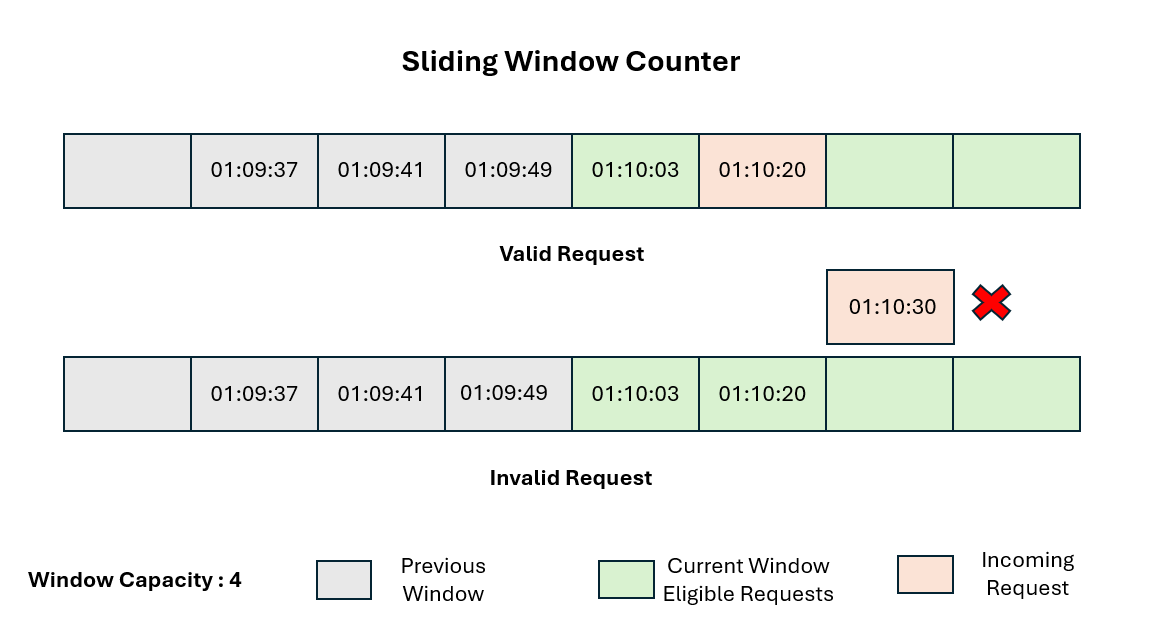 Sliding Window Counter
01:09:37 01:09:41 01:09:49 01:10:03 01:10:20
Valid Request
01:10:30
01:09:37 01:09:41 01:09:49 01:10:03 01:10:20
Invalid Request
Window Capacity : 4
Previous
Window
Current Window
Eligible Requests
Incoming
Request